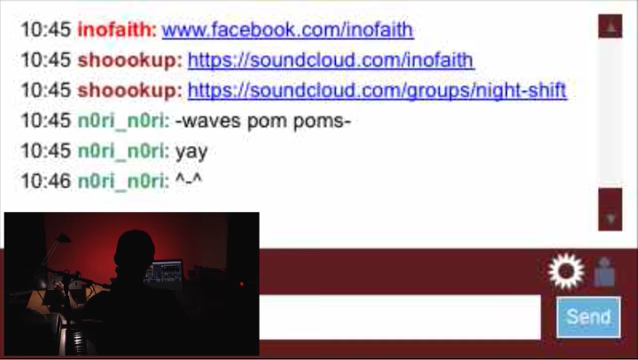 10:45 inofaith: www.facebook.com/inofaith
10:45 shoookup: https://soundcloud.com/inofaith
10:45 shoookup: https://soundcloud.com/groups/night-shift
10:45 n0ri_n0ri: -waves pom poms-
10:45 n0ri_n0ri: yay
10:46 n0ri_n0ri: ^-^
Send